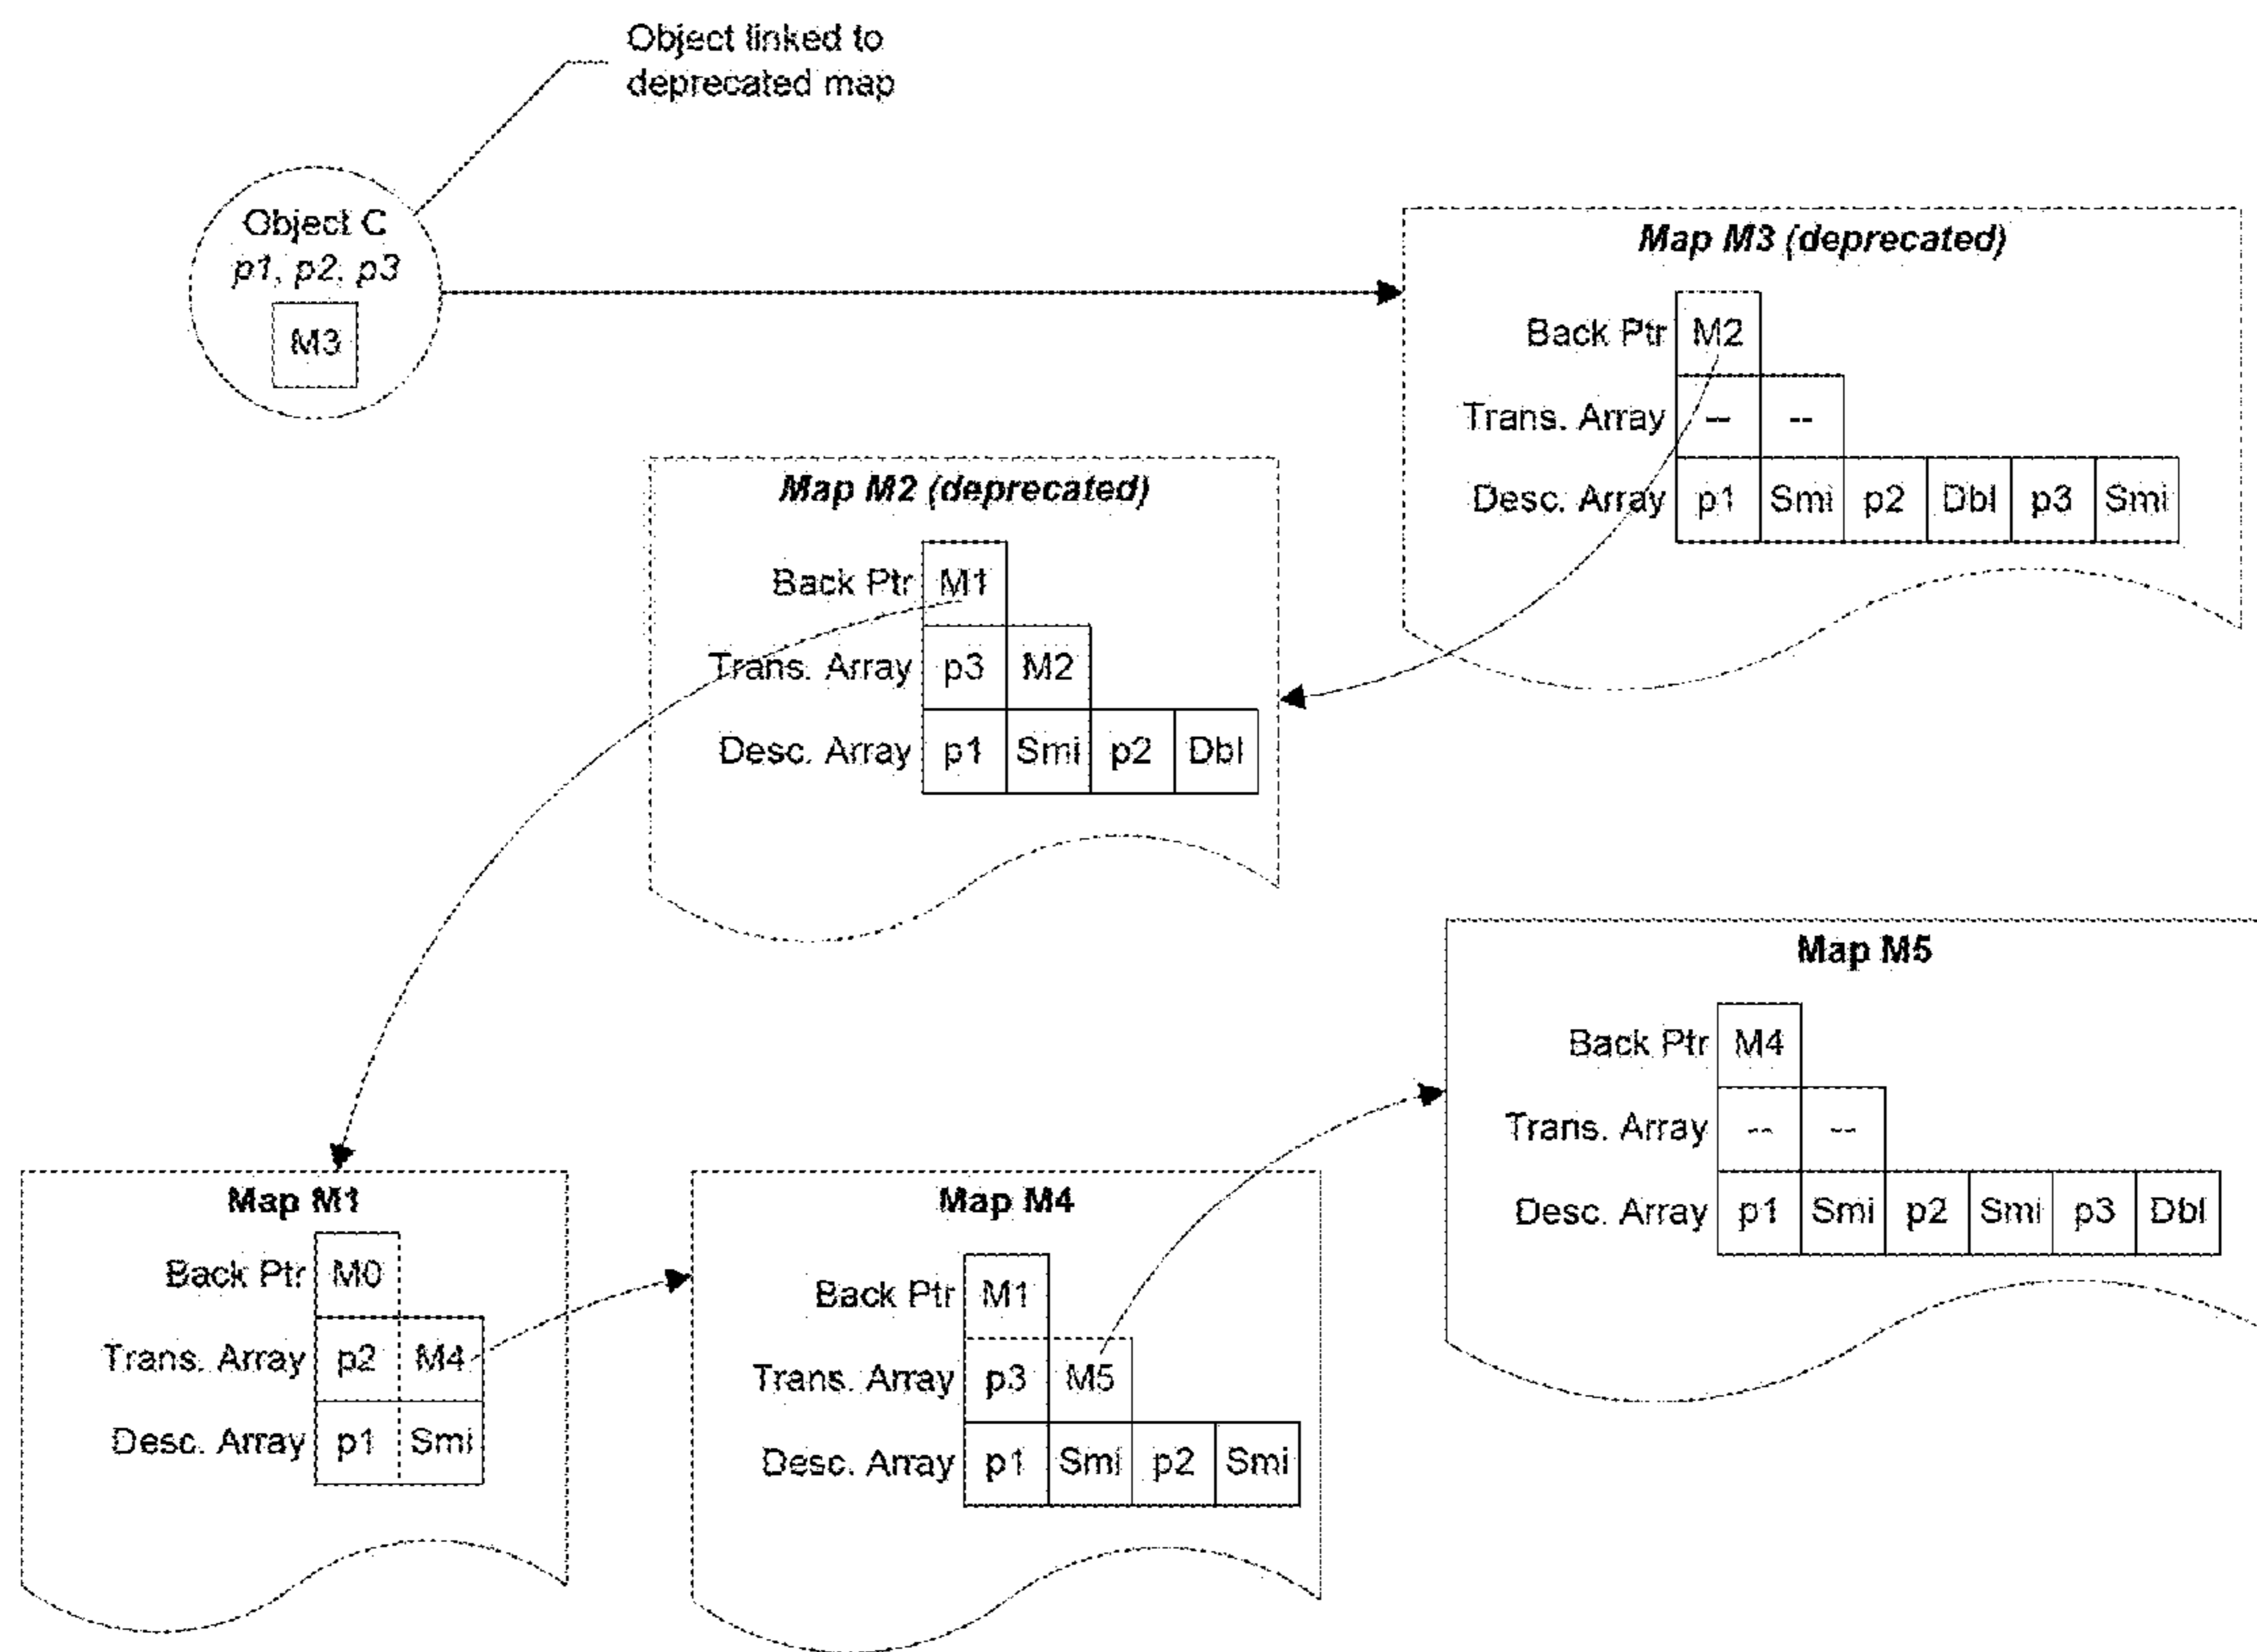 Object linked to
deprecated map
Object C
p1, p2, p3
M3
Map M3 (deprecated)
Back Ptr M2
Trans. Array -- --
Desc. Array p1 Smi p2 Dbl p3 Smi
Map M2 (deprecated)
Back Ptr M1
Trans. Array p3 M2
Desc. Array p1 Smi p2 Dbl
Map M5
Back Ptr M4
Trans. Array -- --
Desc. Array p1 Smi p2 Smi p3 Dbl
Map M1
Back Ptr M0
Trans. Array p2 M4
Desc. Array p1 Smi
Map M4
Back Ptr M1
Trans. Array p3 M5
Desc. Array p1 Smi p2 Smi